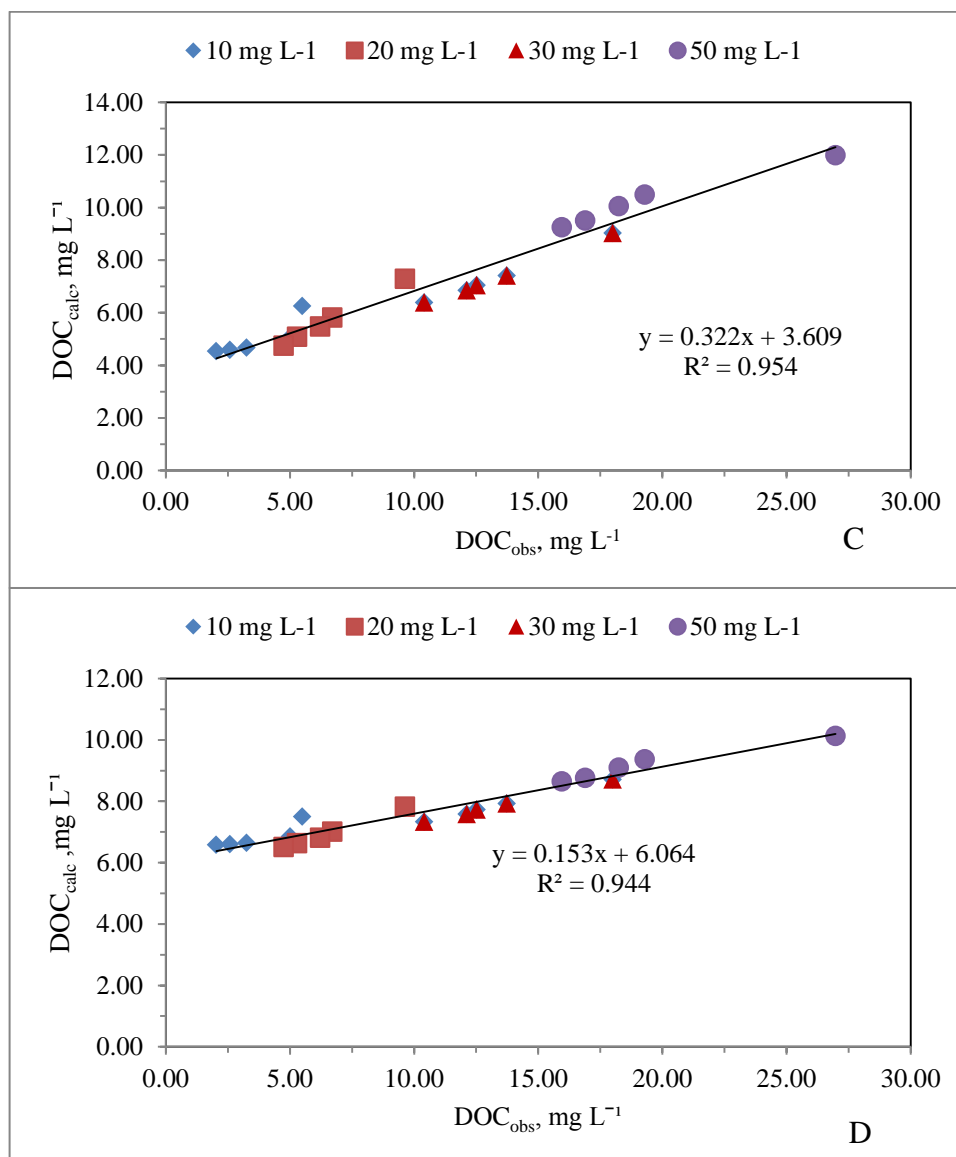 10 mg L-1 20 mg L-1 30 mg L-1 50 mg L-1
14.00
12.00
10.00
8.00
6.00
4.00
2.00
0.00
DOCcalc, mg L⁻¹
y = 0.322x + 3.609
R² = 0.954
0.00 5.00 10.00 15.00 20.00 25.00 30.00
DOCobs, mg L-1
C
10 mg L-1 20 mg L-1 30 mg L-1 50 mg L-1
12.00
10.00
8.00
6.00
4.00
2.00
0.00
DOCcalc ,mg L⁻¹
y = 0.153x + 6.064
R² = 0.944
0.00 5.00 10.00 15.00 20.00 25.00 30.00
DOCobs, mg L⁻¹
D